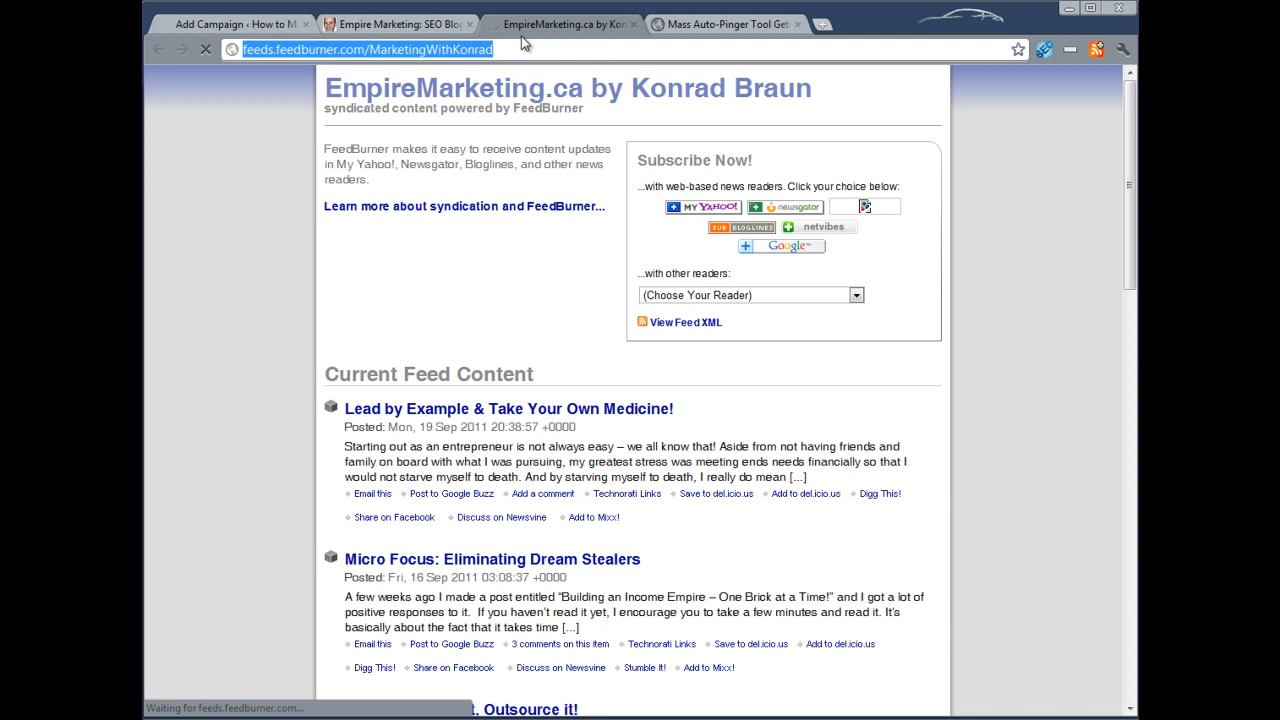 Add Campaign ‹ How to M
Empire Marketing: SEO Blog
EmpireMarketing.ca by Kon
Mass Auto-Pinger Tool Gets
feeds.feedburner.com/MarketingWithKonrad
EmpireMarketing.ca by Konrad Braun
syndicated content powered by FeedBurner
FeedBurner makes it easy to receive content updates
in My Yahoo!, Newsgator, Bloglines, and other news
readers.
Learn more about syndication and FeedBurner...
Subscribe Now!
...with web-based news readers. Click your choice below:
MY YAHOO!
newsgator
SUB BLOGLINES
netvibes
Google™
...with other readers:
(Choose Your Reader)
View Feed XML
Current Feed Content
Lead by Example & Take Your Own Medicine!
Posted: Mon, 19 Sep 2011 20:38:57 +0000
Starting out as an entrepreneur is not always easy – we all know that! Aside from not having friends and
family on board with what I was pursuing, my greatest stress was meeting ends needs financially so that I
would not starve myself to death. And by starving myself to death, I really do mean [...]
Email this Post to Google Buzz Add a comment Technorati Links Save to del.icio.us Add to del.icio.us Digg This!
Share on Facebook Discuss on Newsvine Add to Mixx!
Micro Focus: Eliminating Dream Stealers
Posted: Fri, 16 Sep 2011 03:08:37 +0000
A few weeks ago I made a post entitled “Building an Income Empire – One Brick at a Time!” and I got a lot of
positive responses to it. If you haven’t read it yet, I encourage you to take a few minutes and read it. It’s
basically about the fact that it takes time [...]
Email this Post to Google Buzz 3 comments on this item Technorati Links Save to del.icio.us Add to del.icio.us
Digg This! Share on Facebook Discuss on Newsvine Stumble It! Add to Mixx!
t, Outsource it!
Waiting for feeds.feedburner.com...